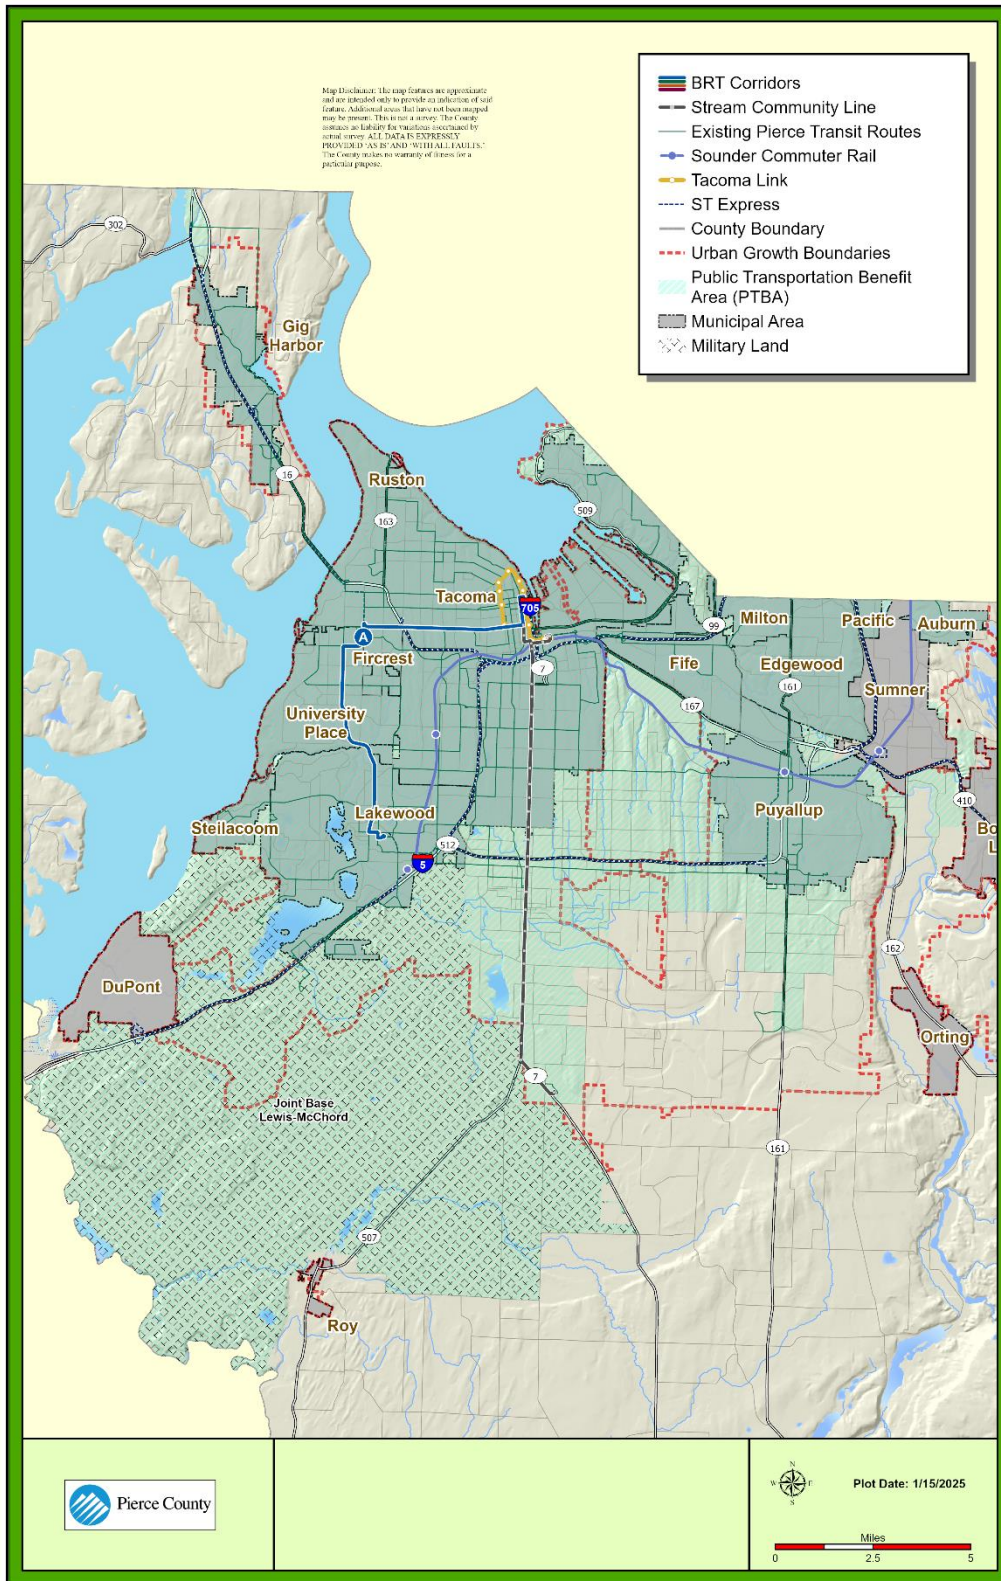 Map Disclaimer: The map features are approximate
and are intended only to provide an indication of said
feature. Additional areas that have not been mapped
may be present. This is not a survey. The County
assumes no liability for variations ascertained by
actual survey. ALL DATA IS EXPRESSLY
PROVIDED 'AS IS' AND 'WITH ALL FAULTS.'
The County makes no warranty of fitness for a
particular purpose.
BRT Corridors
Stream Community Line
Existing Pierce Transit Routes
Sounder Commuter Rail
Tacoma Link
ST Express
County Boundary
Urban Growth Boundaries
Public Transportation Benefit
Area (PTBA)
Municipal Area
Military Land
302
Gig
Harbor
16
Ruston
163
509
Tacoma
705
99
Milton
Pacific
Auburn
A
Fircrest
7
Fife
Edgewood
161
Sumner
167
University
Place
Puyallup
410
Bo
L
Steilacoom
Lakewood
512
5
162
DuPont
Orting
7
Joint Base
Lewis-McChord
161
507
Roy
Pierce County
N
W
E
S
Plot Date: 1/15/2025
Miles
0
2.5
5